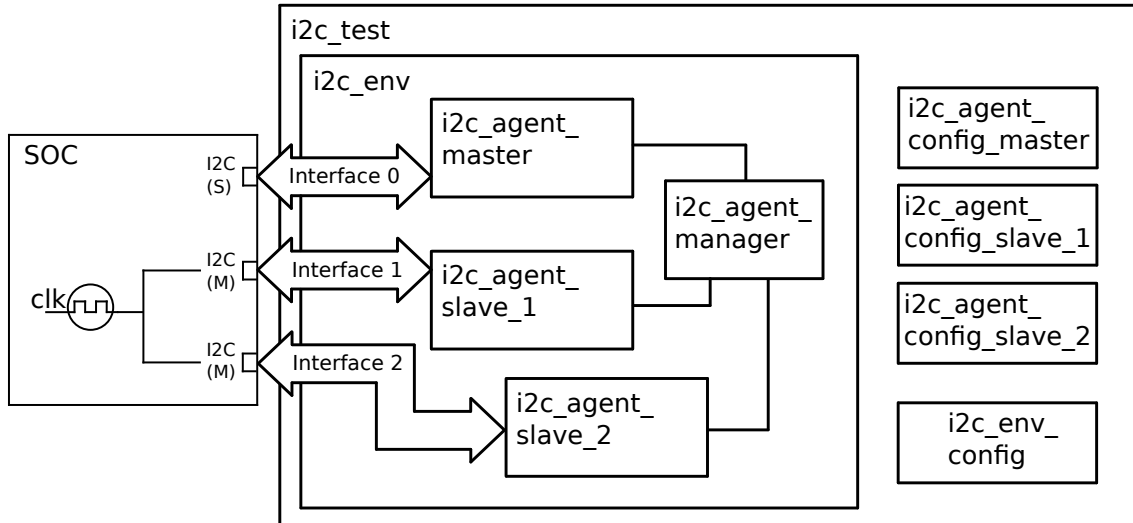 i2c_test
i2c_env
SOC
I2C
(S)
Interface 0
i2c_agent_
master
i2c_agent_
manager
I2C
(M)
Interface 1
i2c_agent_
slave_1
clk
I2C
(M)
Interface 2
i2c_agent_
slave_2
i2c_agent_
config_master
i2c_agent_
config_slave_1
i2c_agent_
config_slave_2
i2c_env_
config